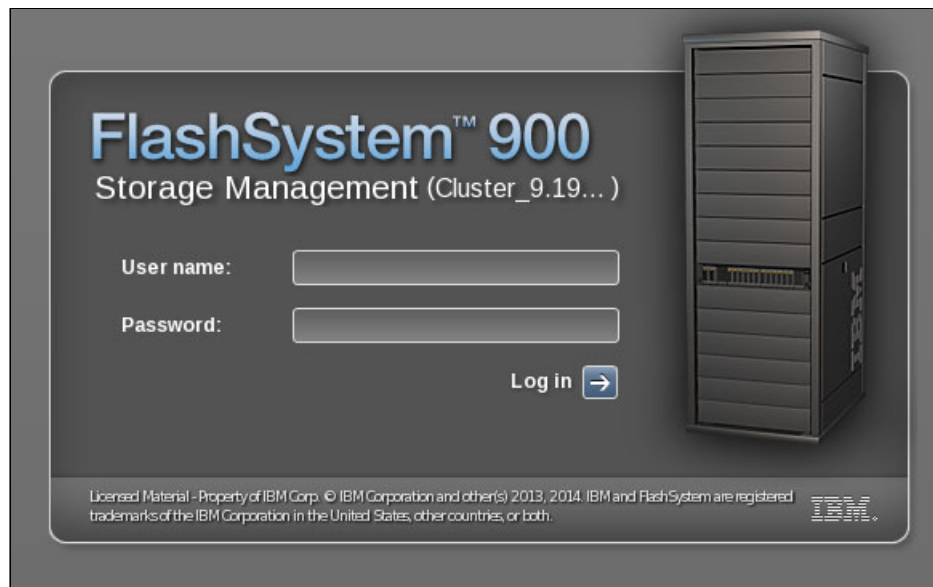 FlashSystem™ 900
Storage Management (Cluster_9.19... )
User name:
Password:
Log in
IBM
Licensed Material - Property of IBM Corp. © IBM Corporation and other(s) 2013, 2014. IBM and FlashSystem are registered
trademarks of the IBM Corporation in the United States, other countries, or both.
IBM.